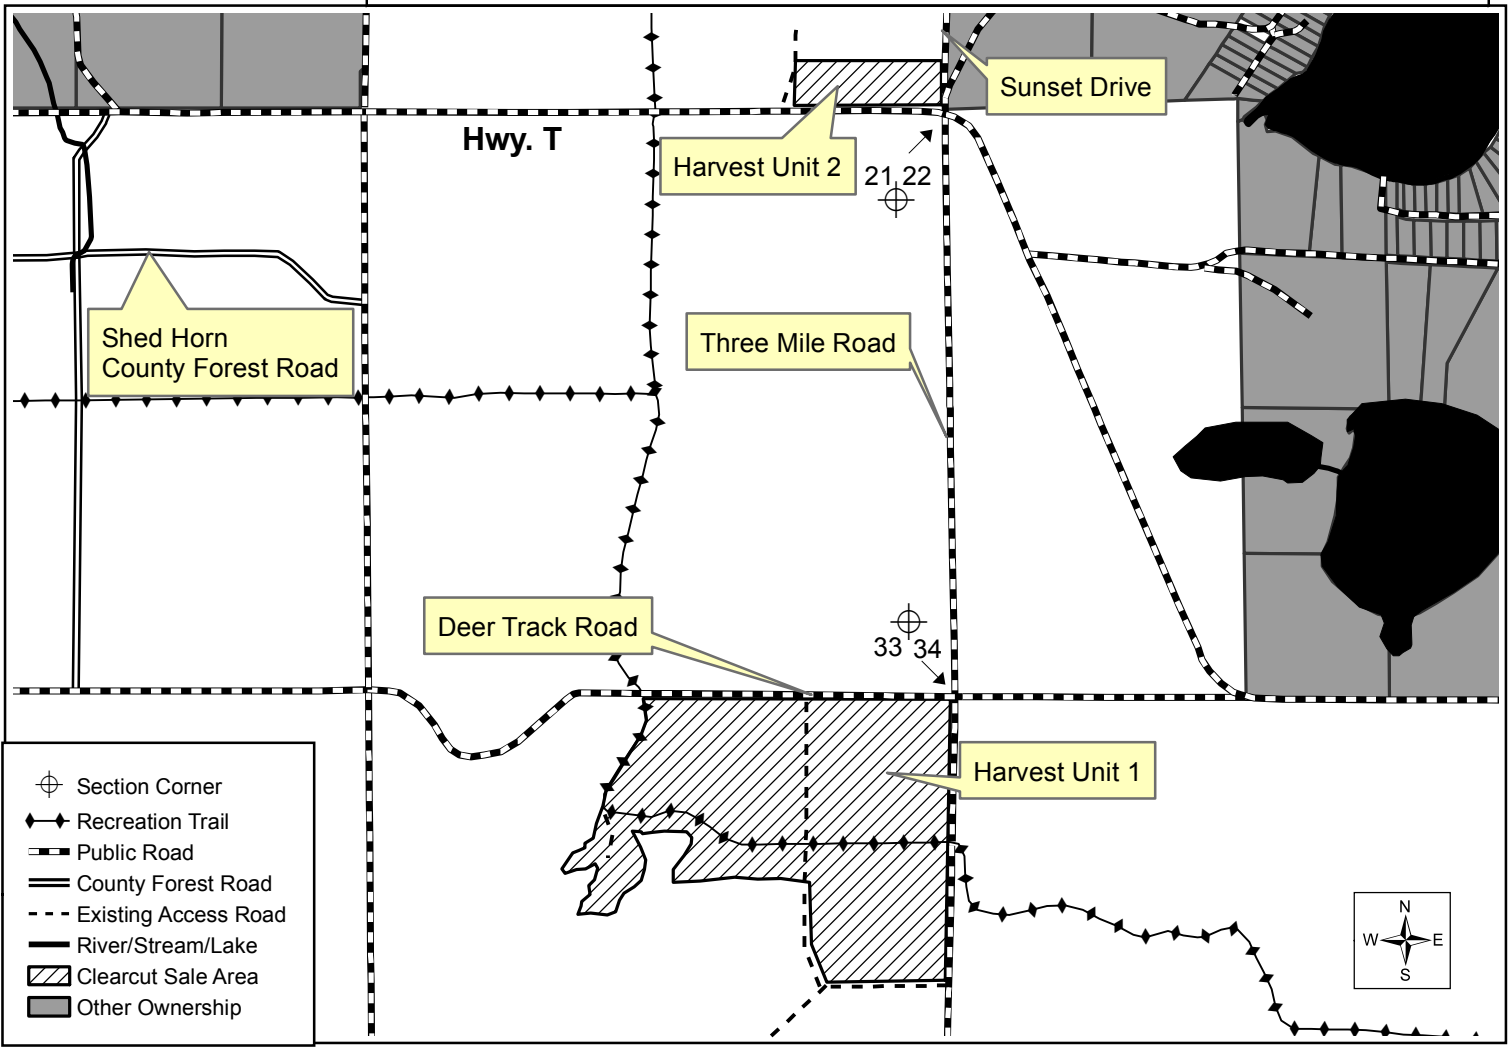 Sunset Drive
Hwy. T
Harvest Unit 2
21 22
Shed Horn
County Forest Road
Three Mile Road
Deer Track Road
33 34
Harvest Unit 1
Section Corner
Recreation Trail
Public Road
County Forest Road
Existing Access Road
River/Stream/Lake
Clearcut Sale Area
Other Ownership
N
W E
S